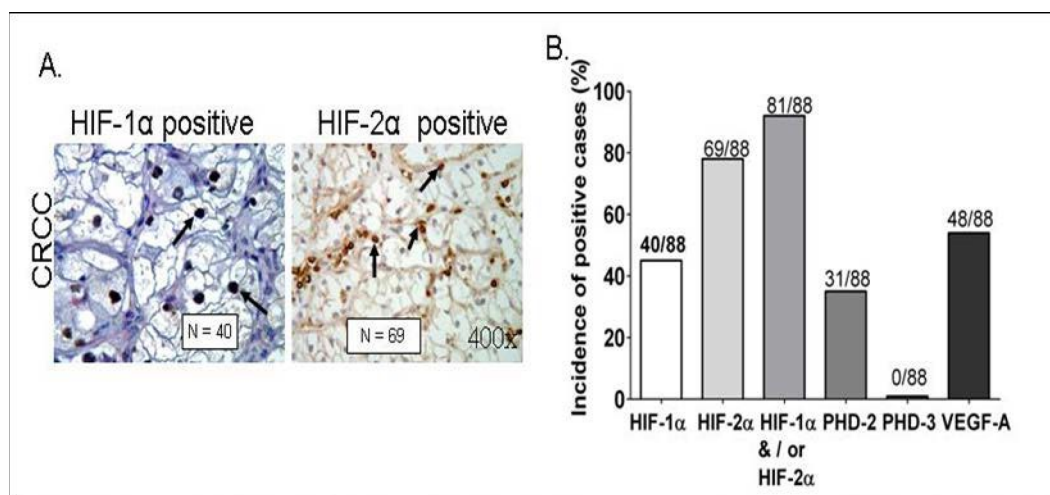 A.
HIF-1α positive
HIF-2α positive
CRCC
N = 40
N = 69
400x
B.
Incidence of positive cases (%)
100
80
60
40
20
0
40/88
69/88
81/88
31/88
0/88
48/88
HIF-1α
HIF-2α
HIF-1α
& / or
HIF-2α
PHD-2
PHD-3
VEGF-A